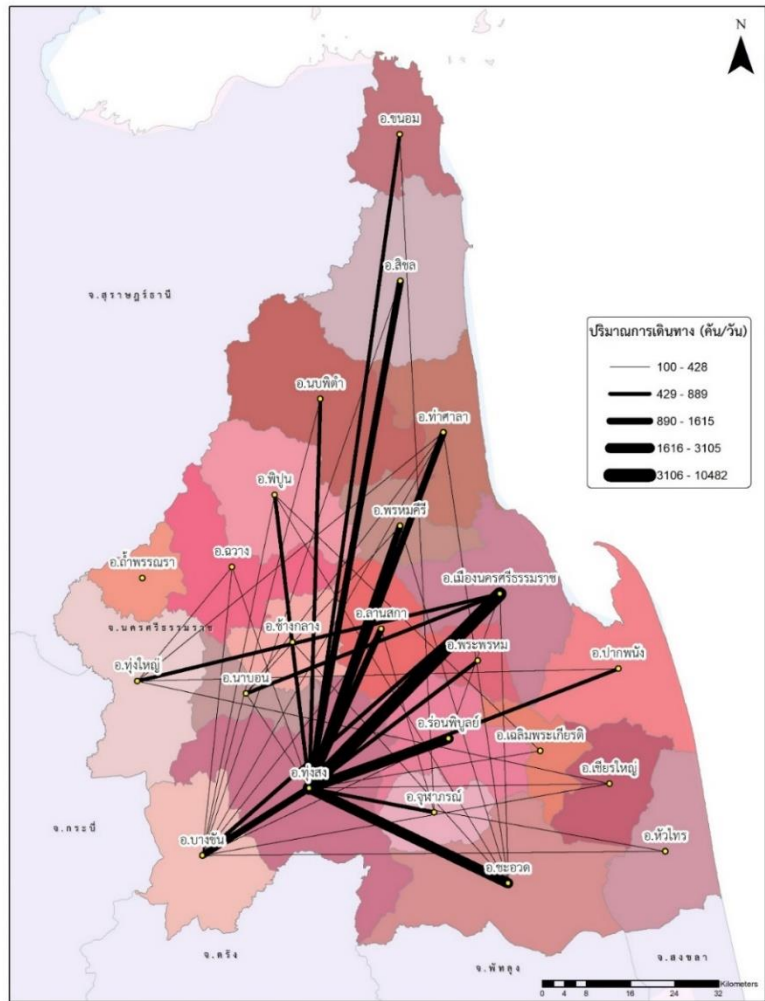 N
อ.ขนอม
อ.สิชล
จ.สุราษฎร์ธานี
ปริมาณการเดินทาง (คัน/วัน)
100 - 428
429 - 889
890 - 1615
1616 - 3105
3106 - 10482
อ.นบพิตำ
อ.ท่าศาลา
อ.พิปูน
อ.พรหมคีรี
อ.ฉวาง
อ.ถ้ำพรรณรา
อ.เมืองนครศรีธรรมราช
จ.นครศรีธรรมราช
อ.ลานสกา
อ.ช้างกลาง
อ.พระพรหม
อ.ปากพนัง
อ.ทุ่งใหญ่
อ.นาบอน
อ.ร่อนพิบูลย์
อ.เฉลิมพระเกียรติ
อ.ทุ่งสง
อ.เชียรใหญ่
อ.จุฬาภรณ์
จ.กระบี่
อ.บางขัน
อ.หัวไทร
อ.ชะอวด
จ.ตรัง
จ.พัทลุง
จ.สงขลา
Kilometers
0 4 8 16 24 32